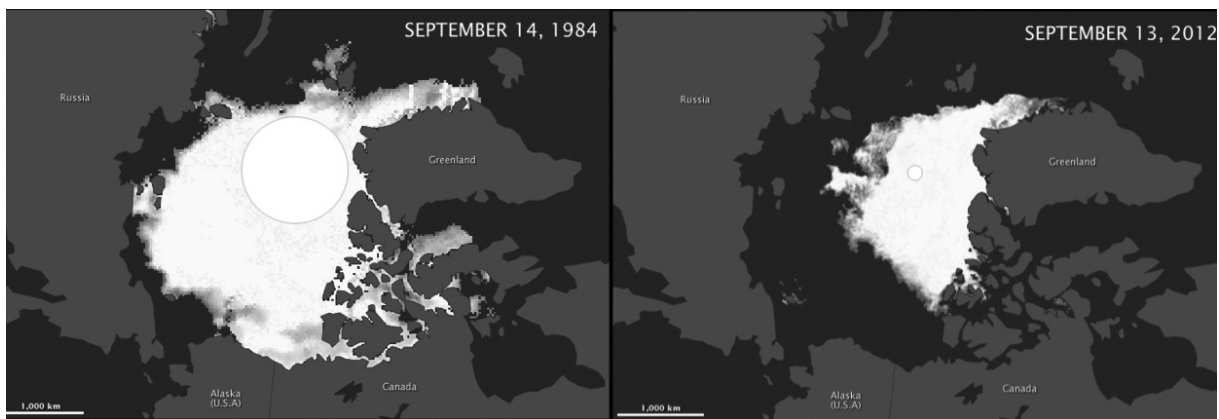 SEPTEMBER 14, 1984
Russia
Greenland
Alaska
(U.S.A)
Canada
1,000 km
SEPTEMBER 13, 2012
Russia
Greenland
Alaska
(U.S.A)
Canada
1,000 km